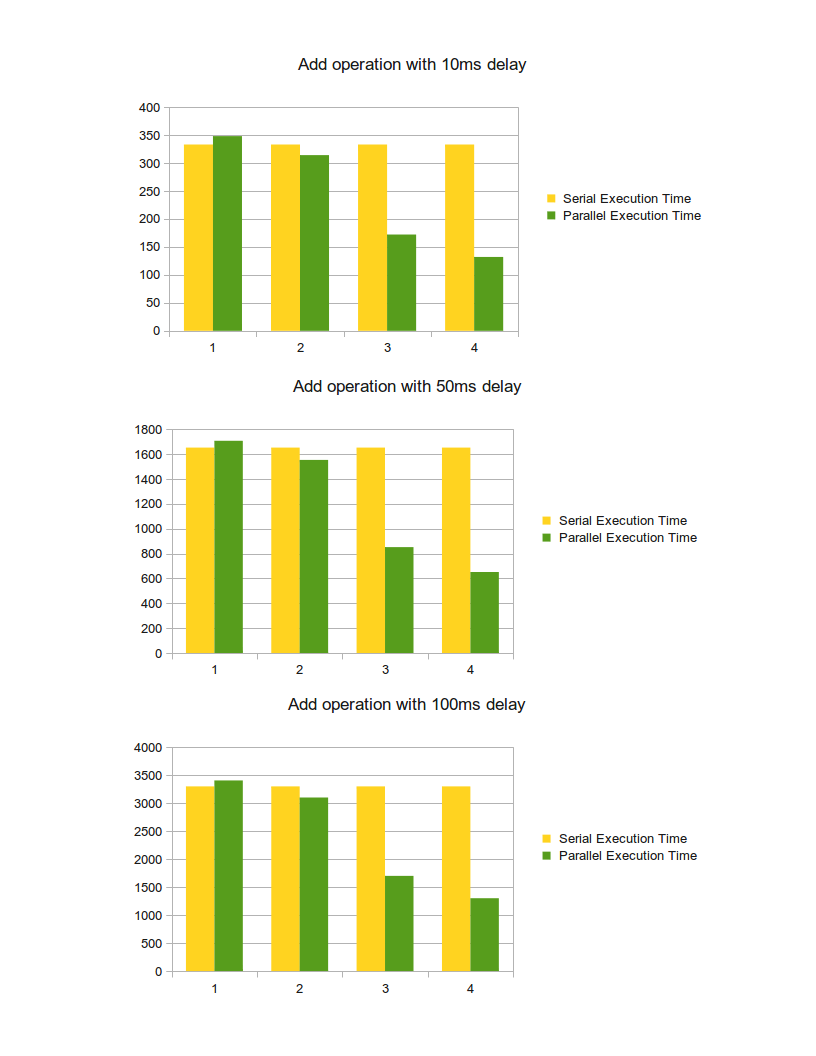 Add operation with 10ms delay
400
350
300
250
200
150
100
50
0
1 2 3 4
Serial Execution Time
Parallel Execution Time
Add operation with 50ms delay
1800
1600
1400
1200
1000
800
600
400
200
0
1 2 3 4
Serial Execution Time
Parallel Execution Time
Add operation with 100ms delay
4000
3500
3000
2500
2000
1500
1000
500
0
1 2 3 4
Serial Execution Time
Parallel Execution Time